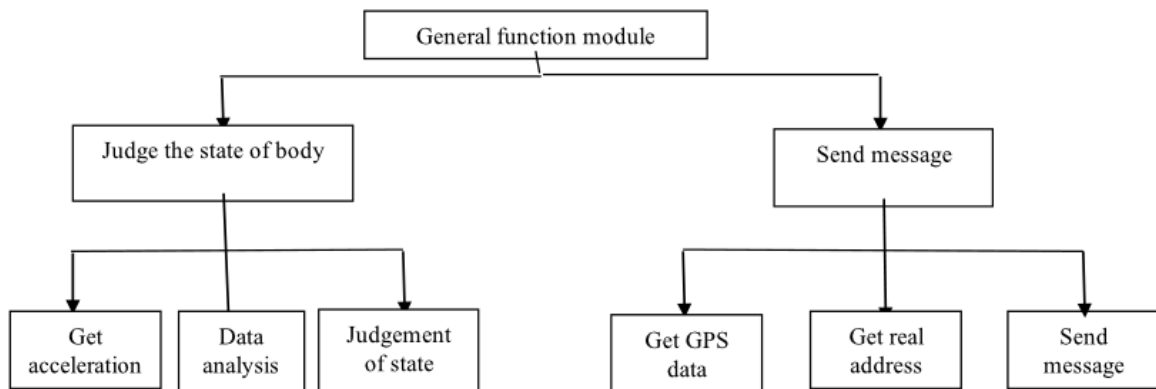 General function module
Judge the state of body
Send message
Get
acceleration
Data
analysis
Judgement
of state
Get GPS
data
Get real
address
Send
message